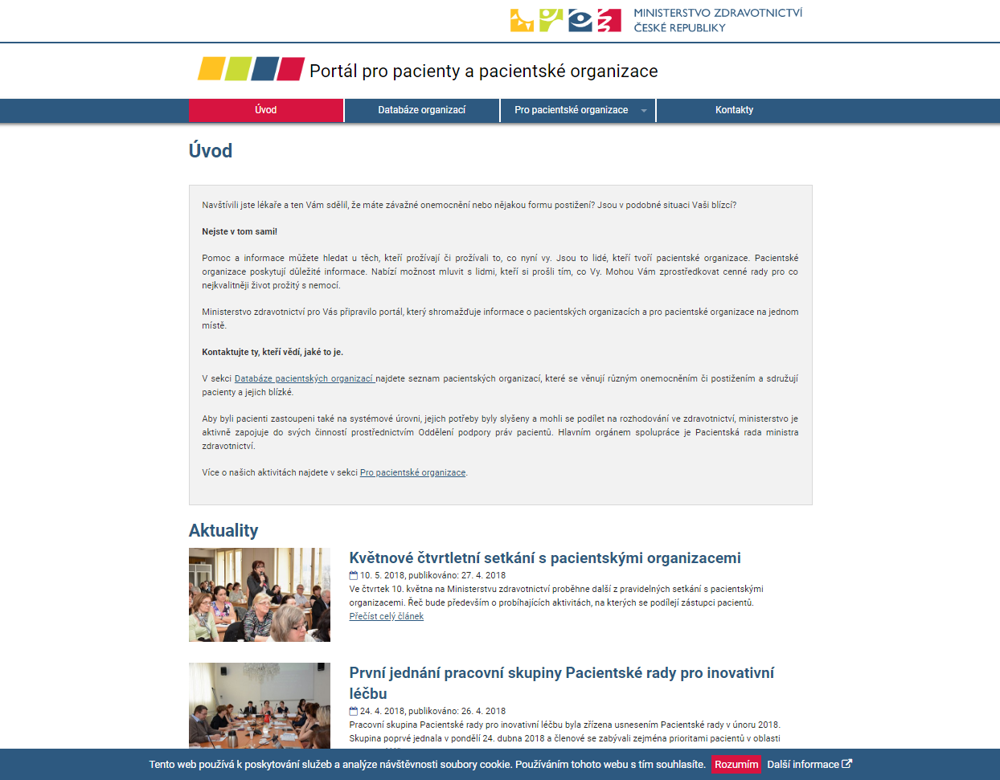 MINISTERSTVO ZDRAVOTNICTVÍ
ČESKÉ REPUBLIKY
Portál pro pacienty a pacientské organizace
Úvod
Databáze organizací
Pro pacientské organizace
Kontakty
Úvod
Navštívili jste lékaře a ten Vám sdělil, že máte závažné onemocnění nebo nějakou formu postižení? Jsou v podobné situaci Vaši blízcí?
Nejste v tom sami!
Pomoc a informace můžete hledat u těch, kteří prožívají či prožívali to, co nyní vy. Jsou to lidé, kteří tvoří pacientské organizace. Pacientské
organizace poskytují důležité informace. Nabízí možnost mluvit s lidmi, kteří si prošli tím, co Vy. Mohou Vám zprostředkovat cenné rady pro co
nejkvalitněji život prožitý s nemocí.
Ministerstvo zdravotnictví pro Vás připravilo portál, který shromažďuje informace o pacientských organizacích a pro pacientské organizace na jednom
místě.
Kontaktujte ty, kteří vědí, jaké to je.
V sekci Databáze pacientských organizací najdete seznam pacientských organizací, které se věnují různým onemocněním či postižením a sdružují
pacienty a jejich blízké.
Aby byli pacienti zastoupeni také na systémové úrovni, jejich potřeby byly slyšeny a mohli se podílet na rozhodování ve zdravotnictví, ministerstvo je
aktivně zapojuje do svých činností prostřednictvím Oddělení podpory práv pacientů. Hlavním orgánem spolupráce je Pacientská rada ministra
zdravotnictví.
Více o našich aktivitách najdete v sekci Pro pacientské organizace.
Aktuality
Květnové čtvrtletní setkání s pacientskými organizacemi
10. 5. 2018, publikováno: 27. 4. 2018
Ve čtvrtek 10. května na Ministerstvu zdravotnictví proběhne další z pravidelných setkání s pacientskými
organizacemi. Řeč bude především o probíhajících aktivitách, na kterých se podílejí zástupci pacientů.
Přečíst celý článek
První jednání pracovní skupiny Pacientské rady pro inovativní
léčbu
24. 4. 2018, publikováno: 26. 4. 2018
Pracovní skupina Pacientské rady pro inovativní léčbu byla zřízena usnesením Pacientské rady v únoru 2018.
Skupina poprvé jednala v pondělí 24. dubna 2018 a členové se zabývali zejména prioritami pacientů v oblasti
Tento web používá k poskytování služeb a analýze návštěvnosti soubory cookie. Používáním tohoto webu s tím souhlasíte. Rozumím Další informace